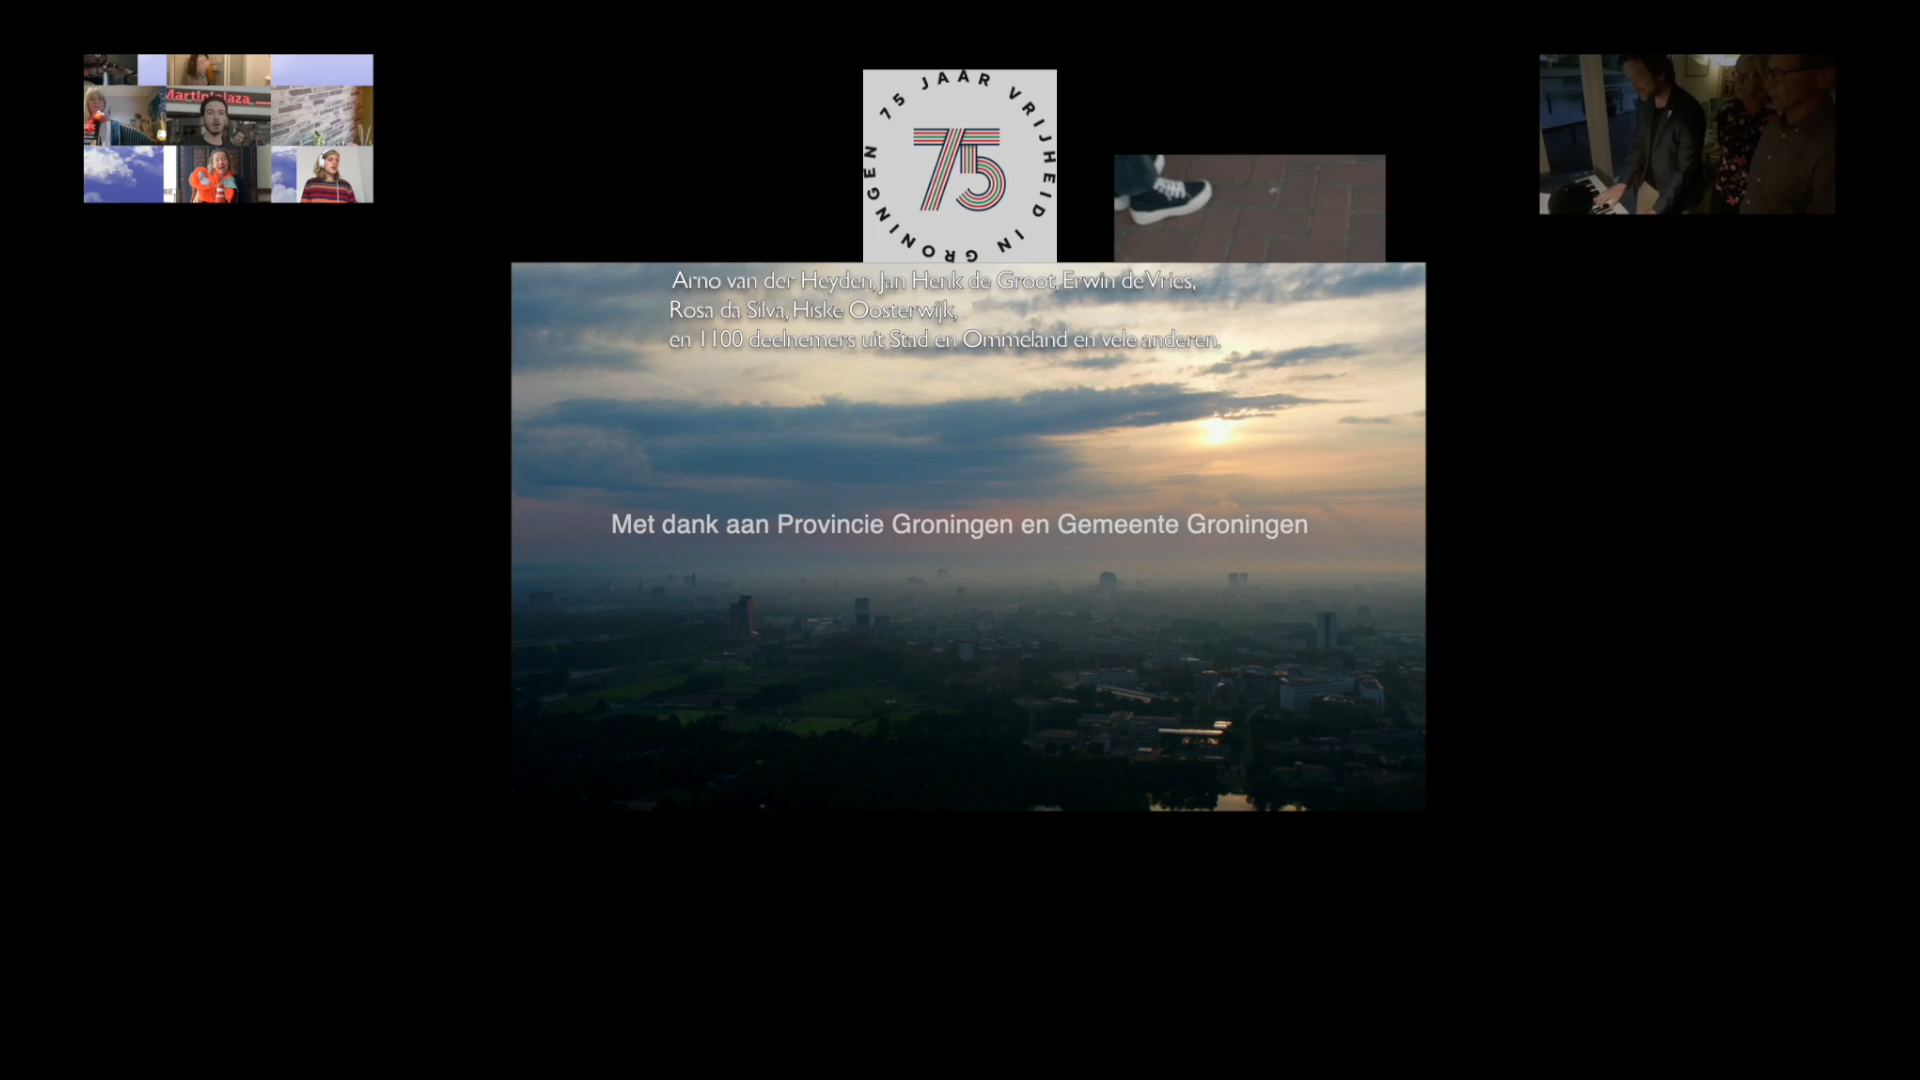 Martiniplaza
75 JAAR VRIJHEID IN GRONINGEN
75
Arno van der Heyden, Jan Henk de Groot, Erwin de Vries,
Rosa da Silva, Hiske Oosterwijk,
en 1100 deelnemers uit Stad en Ommeland en vele anderen.
Met dank aan Provincie Groningen en Gemeente Groningen